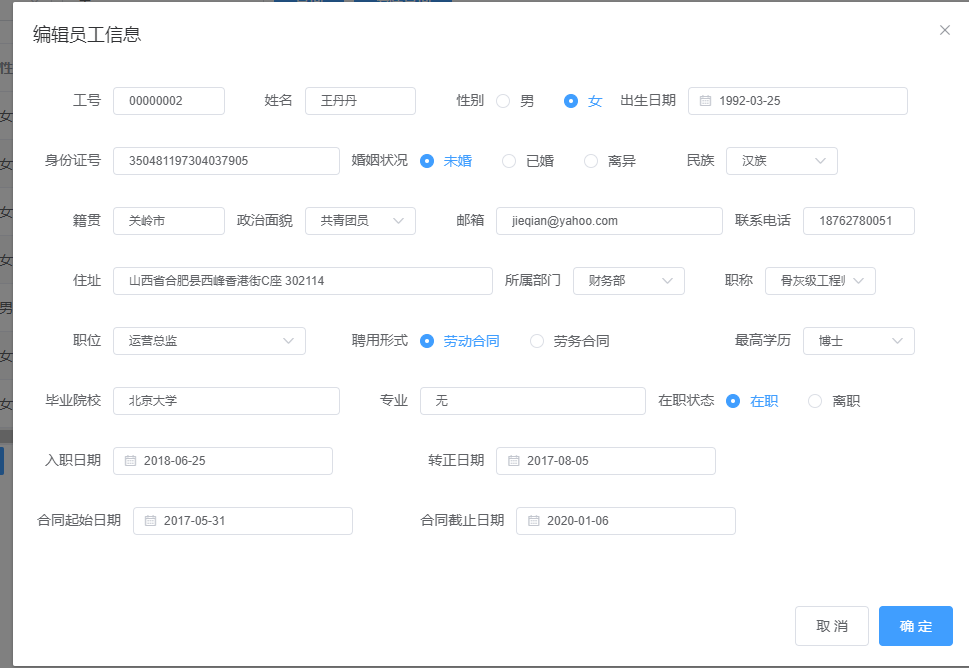 编辑员工信息
工号 00000002 姓名 王丹丹 性别 男 女 出生日期 1992-03-25
身份证号 350481197304037905 婚姻状况 未婚 已婚 离异 民族 汉族
籍贯 关岭市 政治面貌 共青团员 邮箱 jieqian@yahoo.com 联系电话 18762780051
住址 山西省合肥县西峰香港街C座 302114 所属部门 财务部 职称 骨灰级工程
职位 运营总监 聘用形式 劳动合同 劳务合同 最高学历 博士
毕业院校 北京大学 专业 无 在职状态 在职 离职
入职日期 2018-06-25 转正日期 2017-08-05
合同起始日期 2017-05-31 合同截止日期 2020-01-06
取 消 确 定
性
女
女
女
女
男
女
女